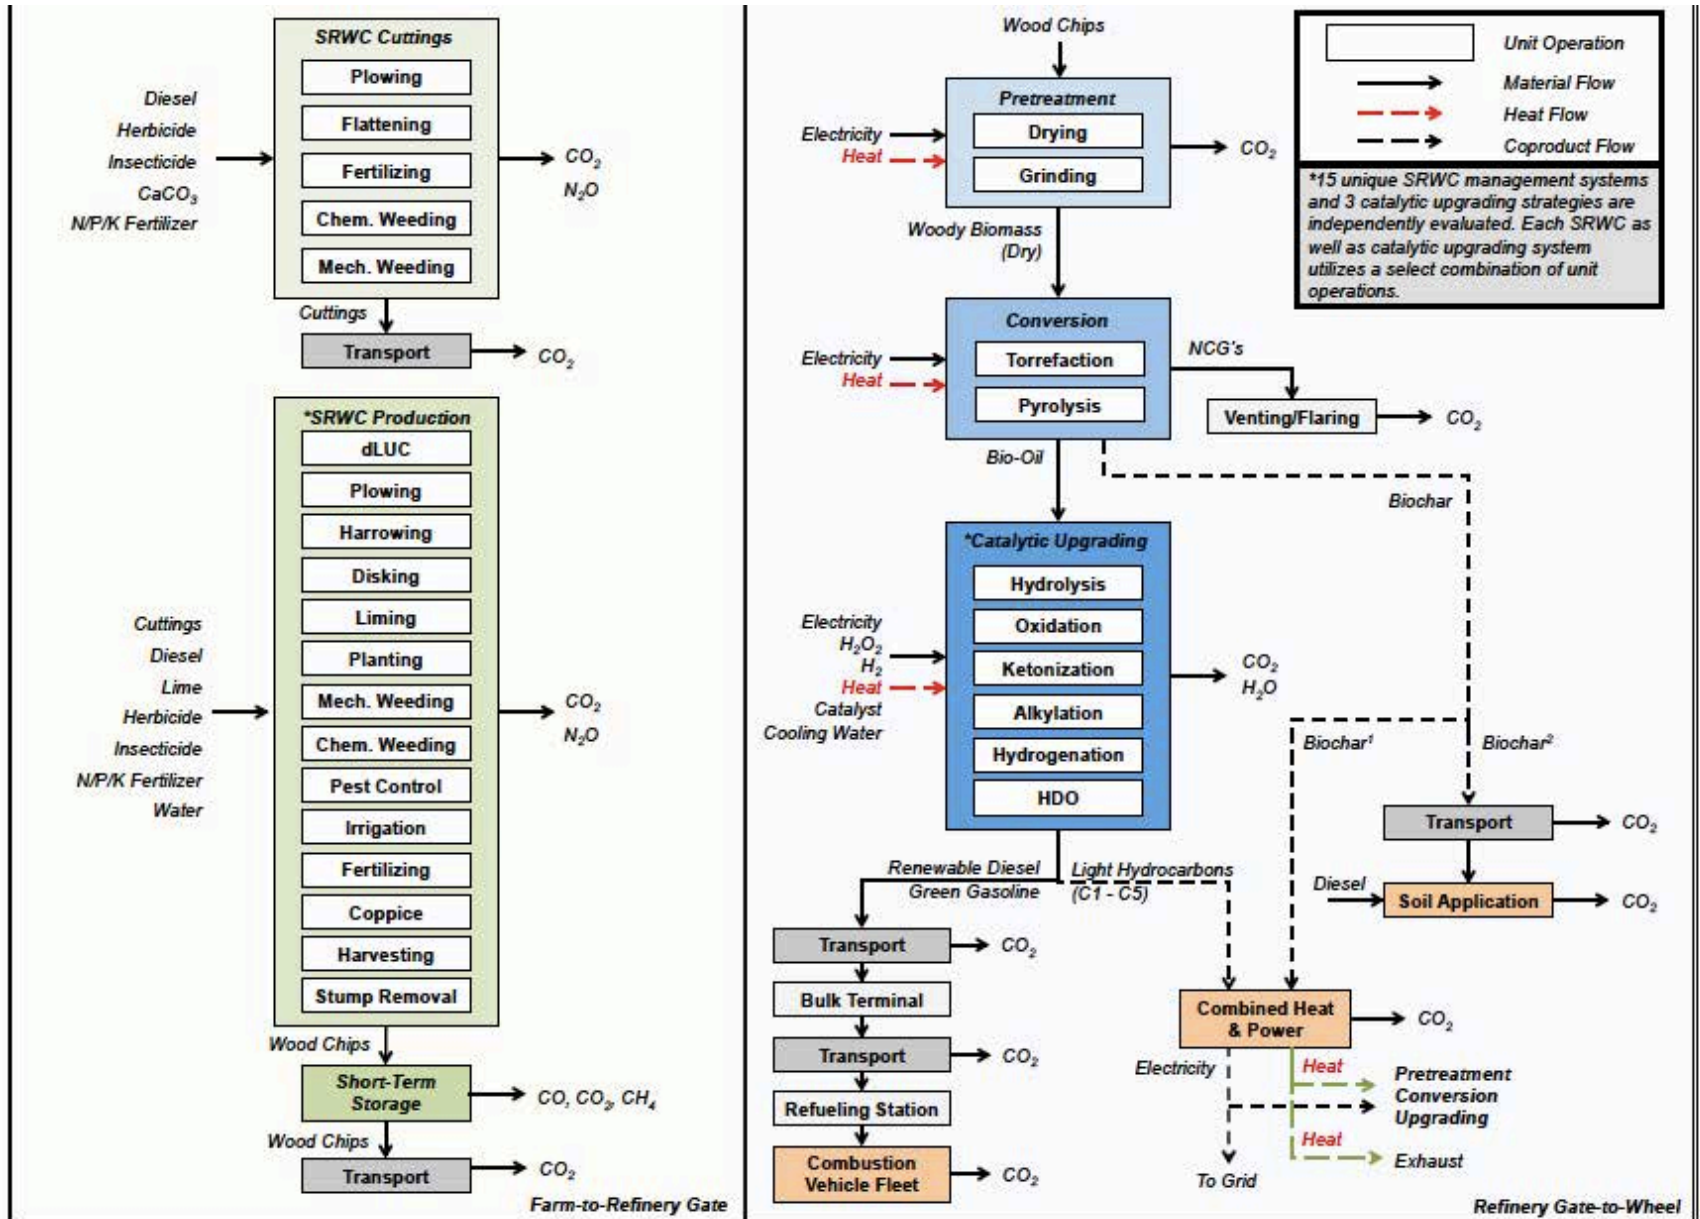 SRWC Cuttings
Plowing
Flattening
Fertilizing
Chem. Weeding
Mech. Weeding
Diesel
Herbicide
Insecticide
CaCO₃
N/P/K Fertilizer
CO₂
N₂O
Cuttings
Transport
CO₂
*SRWC Production
dLUC
Plowing
Harrowing
Disking
Liming
Planting
Mech. Weeding
Chem. Weeding
Pest Control
Irrigation
Fertilizing
Coppice
Harvesting
Stump Removal
Cuttings
Diesel
Lime
Herbicide
Insecticide
N/P/K Fertilizer
Water
CO₂
N₂O
Wood Chips
Short-Term
Storage
CO, CO₂, CH₄
Wood Chips
Transport
CO₂
Farm-to-Refinery Gate
Wood Chips
Pretreatment
Drying
Grinding
Electricity
Heat
CO₂
Woody Biomass
(Dry)
Conversion
Torrefaction
Pyrolysis
Electricity
Heat
NCG's
Venting/Flaring
CO₂
Bio-Oil
Biochar
*Catalytic Upgrading
Hydrolysis
Oxidation
Ketonization
Alkylation
Hydrogenation
HDO
Electricity
H₂O₂
H₂
Heat
Catalyst
Cooling Water
CO₂
H₂O
Biochar¹
Biochar²
Transport
CO₂
Diesel
Soil Application
CO₂
Renewable Diesel
Green Gasoline
Light Hydrocarbons
(C1 - C5)
Transport
CO₂
Bulk Terminal
Transport
CO₂
Refueling Station
Combustion
Vehicle Fleet
CO₂
Combined Heat
& Power
CO₂
Electricity
Heat
Pretreatment
Conversion
Upgrading
Heat
Exhaust
To Grid
Refinery Gate-to-Wheel
Unit Operation
Material Flow
Heat Flow
Coproduct Flow
*15 unique SRWC management systems
and 3 catalytic upgrading strategies are
independently evaluated. Each SRWC as
well as catalytic upgrading system
utilizes a select combination of unit
operations.